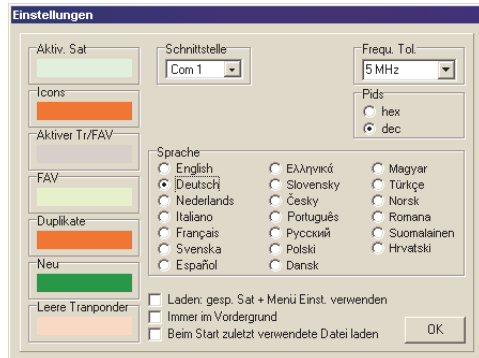 Einstellungen
Aktiv. Sat
Icons
Aktiver Tr/FAV
FAV
Duplikate
Neu
Leere Tranponder
Schnittstelle
Com 1
Frequ. Tol.
5 MHz
Pids
hex
dec
Sprache
English
Deutsch
Nederlands
Italiano
Français
Svenska
Español
Ελληνικά
Slovensky
Česky
Português
Русский
Polski
Dansk
Magyar
Türkçe
Norsk
Romana
Suomalainen
Hrvatski
Laden: gesp. Sat + Menü Einst. verwenden
Immer im Vordergrund
Beim Start zuletzt verwendete Datei laden
OK